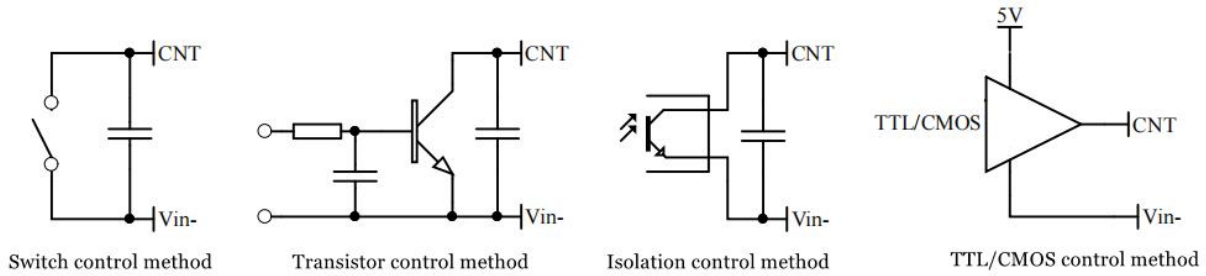 CNT
Vin-
Switch control method
CNT
Vin-
Transistor control method
CNT
Vin-
Isolation control method
5V
TTL/CMOS
CNT
Vin-
TTL/CMOS control method